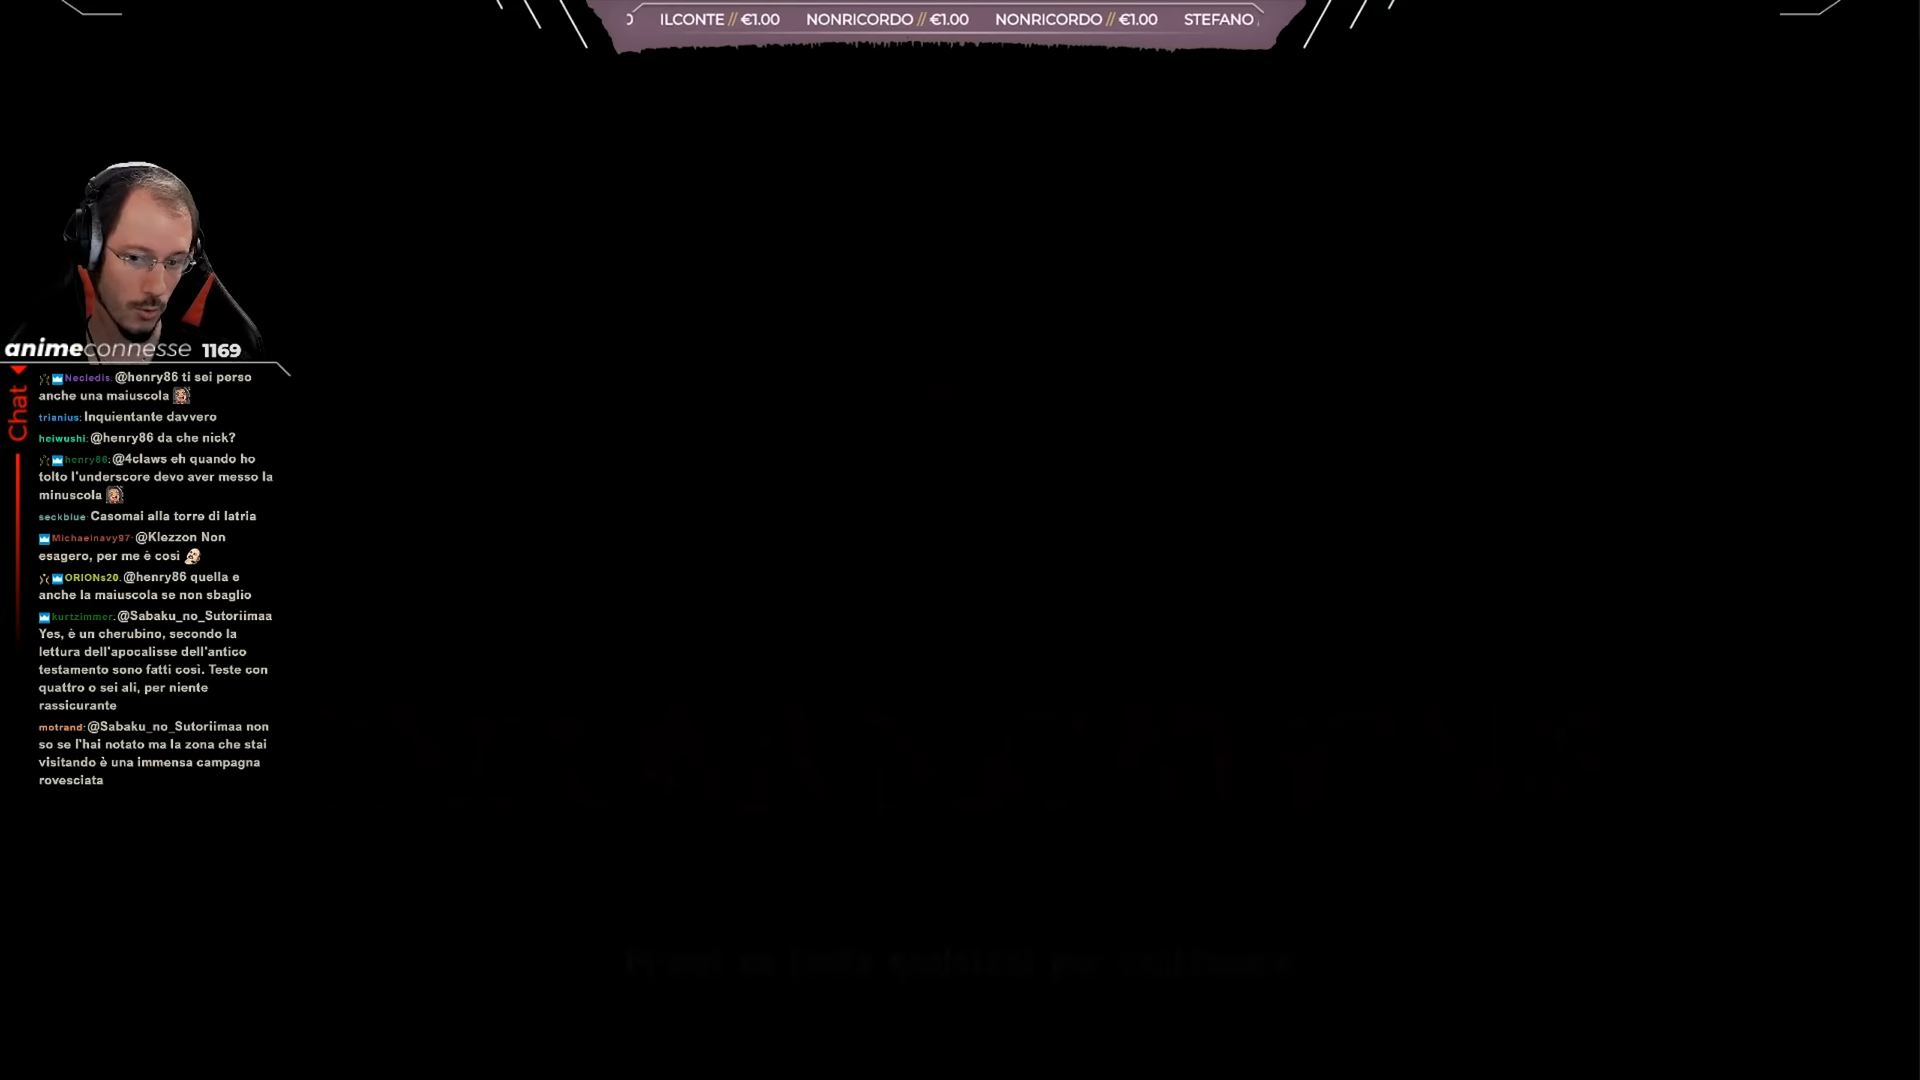 ILCONTE // €1.00 NONRICORDO // €1.00 NONRICORDO // €1.00 STEFANO
animeconnesse 1169
Chat
Necledis: @henry86 ti sei perso
anche una maiuscola
trianius: Inquientante davvero
heiwushi: @henry86 da che nick?
henry86: @4claws eh quando ho
tolto l'underscore devo aver messo la
minuscola
seckblue: Casomai alla torre di latria
Michaelnavy97: @Klezzon Non
esagero, per me è così
ORIONs20: @henry86 quella e
anche la maiuscola se non sbaglio
kurtzimmer: @Sabaku_no_Sutoriimaa
Yes, è un cherubino, secondo la
lettura dell'apocalisse dell'antico
testamento sono fatti così. Teste con
quattro o sei ali, per niente
rassicurante
motrand: @Sabaku_no_Sutoriimaa non
so se l'hai notato ma la zona che stai
visitando è una immensa campagna
rovesciata